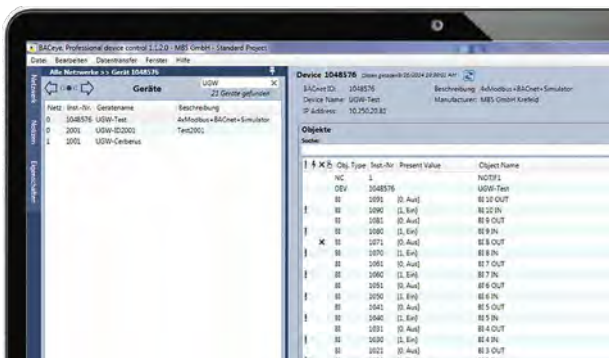 BACeye, Professional device control 1.1.2.0 - MBS GmbH - Standard Project
Datei Bearbeiten Datentransfer Fenster Hilfe
Alle Netzwerke >> Gerät 1048576
Netzwerk
Notizen
Eigenschaften
Geräte
UGW
21 Geräte gefunden
Netz Inst.-Nr. Gerätename Beschreibung
0 1048576 UGW-Test 4xModbus+BACnet+Simulator
0 2001 UGW-ID2001 Test2001
1 1001 UGW-Cerberus
Device 1048576
BACnet ID: 1048576 Beschreibung 4xModbus+BACnet+Simulator
Device Name: UGW-Test Manufacturer: MBS GmbH Krefeld
IP Address: 10.250.20.82
Objekte
Suche:
Obj. Type Inst.-Nr Present Value Object Name
NC 1 NOTIF1
DEV 1048576 UGW-Test
BI 1091 (0, Aus) BI 10 OUT
! BI 1090 (1, Ein) BI 10 IN
BI 1081 (0, Aus) BI 9 OUT
! BI 1080 (1, Ein) BI 9 IN
X BI 1071 (0, Aus) BI 8 OUT
! BI 1070 (1, Ein) BI 8 IN
BI 1061 (0, Aus) BI 7 OUT
! BI 1060 (1, Ein) BI 7 IN
BI 1051 (0, Aus) BI 6 OUT
! BI 1050 (1, Ein) BI 6 IN
BI 1041 (0, Aus) BI 5 OUT
! BI 1040 (1, Ein) BI 5 IN
BI 1031 (0, Aus) BI 4 OUT
! BI 1030 (1, Ein) BI 4 IN
BI 1021 (0, Aus) BI 3 OUT